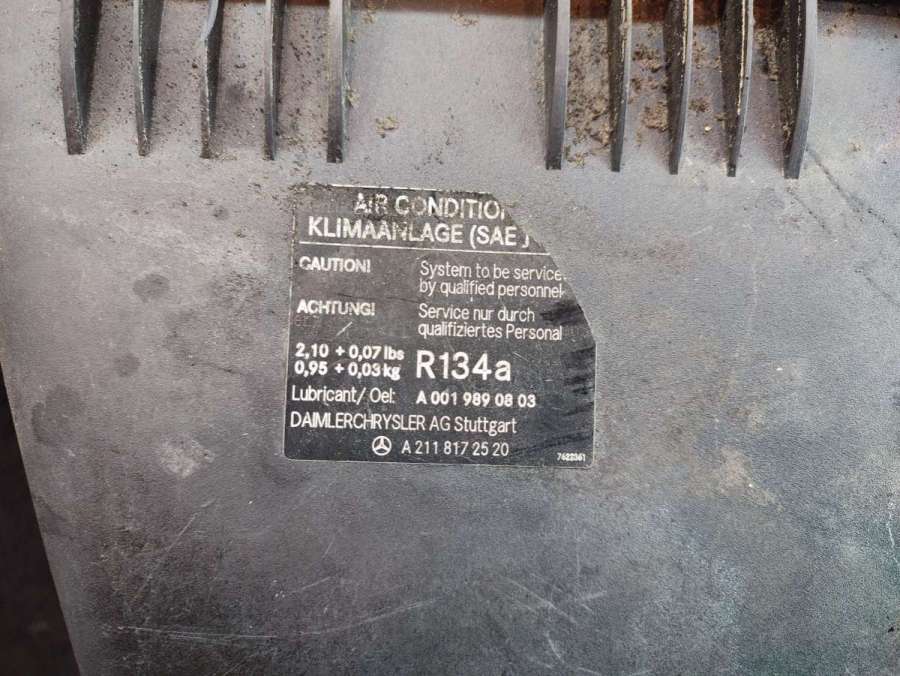 AIR CONDITIO
KLIMAANLAGE (SAE J
CAUTION! System to be service
by qualified personnel
ACHTUNG! Service nur durch
qualifiziertes Personal
2,10 + 0,07 lbs
0,95 + 0,03 kg R134a
Lubricant/ Oel: A 001 989 08 03
DAIMLERCHRYSLER AG Stuttgart
A 211 817 25 20
7622361